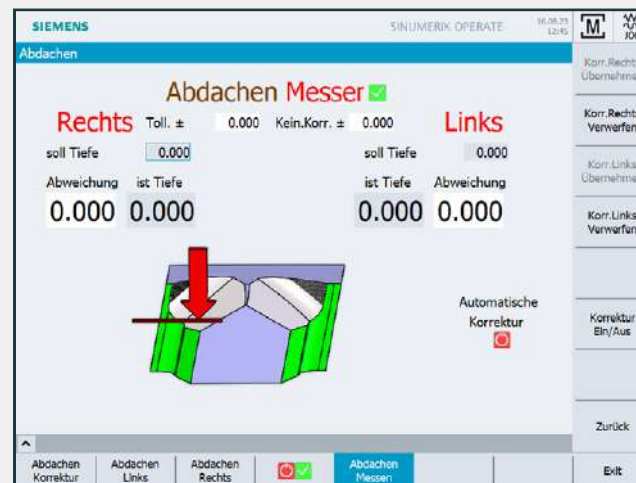 SIEMENS
SINUMERIK OPERATE
16.08.23
12:45
M
JOG
Abdachen
Abdachen Messer
Rechts Toll. ± 0.000 Kein.Korr. ± 0.000 Links
soll Tiefe 0.000 soll Tiefe 0.000
Abweichung ist Tiefe ist Tiefe Abweichung
0.000 0.000 0.000 0.000
Automatische
Korrektur
Korr.Rechts
Übernehme
Korr.Rechts
Verwerfen
Korr.Links
Übernehme
Korr.Links
Verwerfen
Korrektur
Ein/Aus
Zurück
Exit
Abdachen
Korrektur
Abdachen
Links
Abdachen
Rechts
Abdachen
Messen